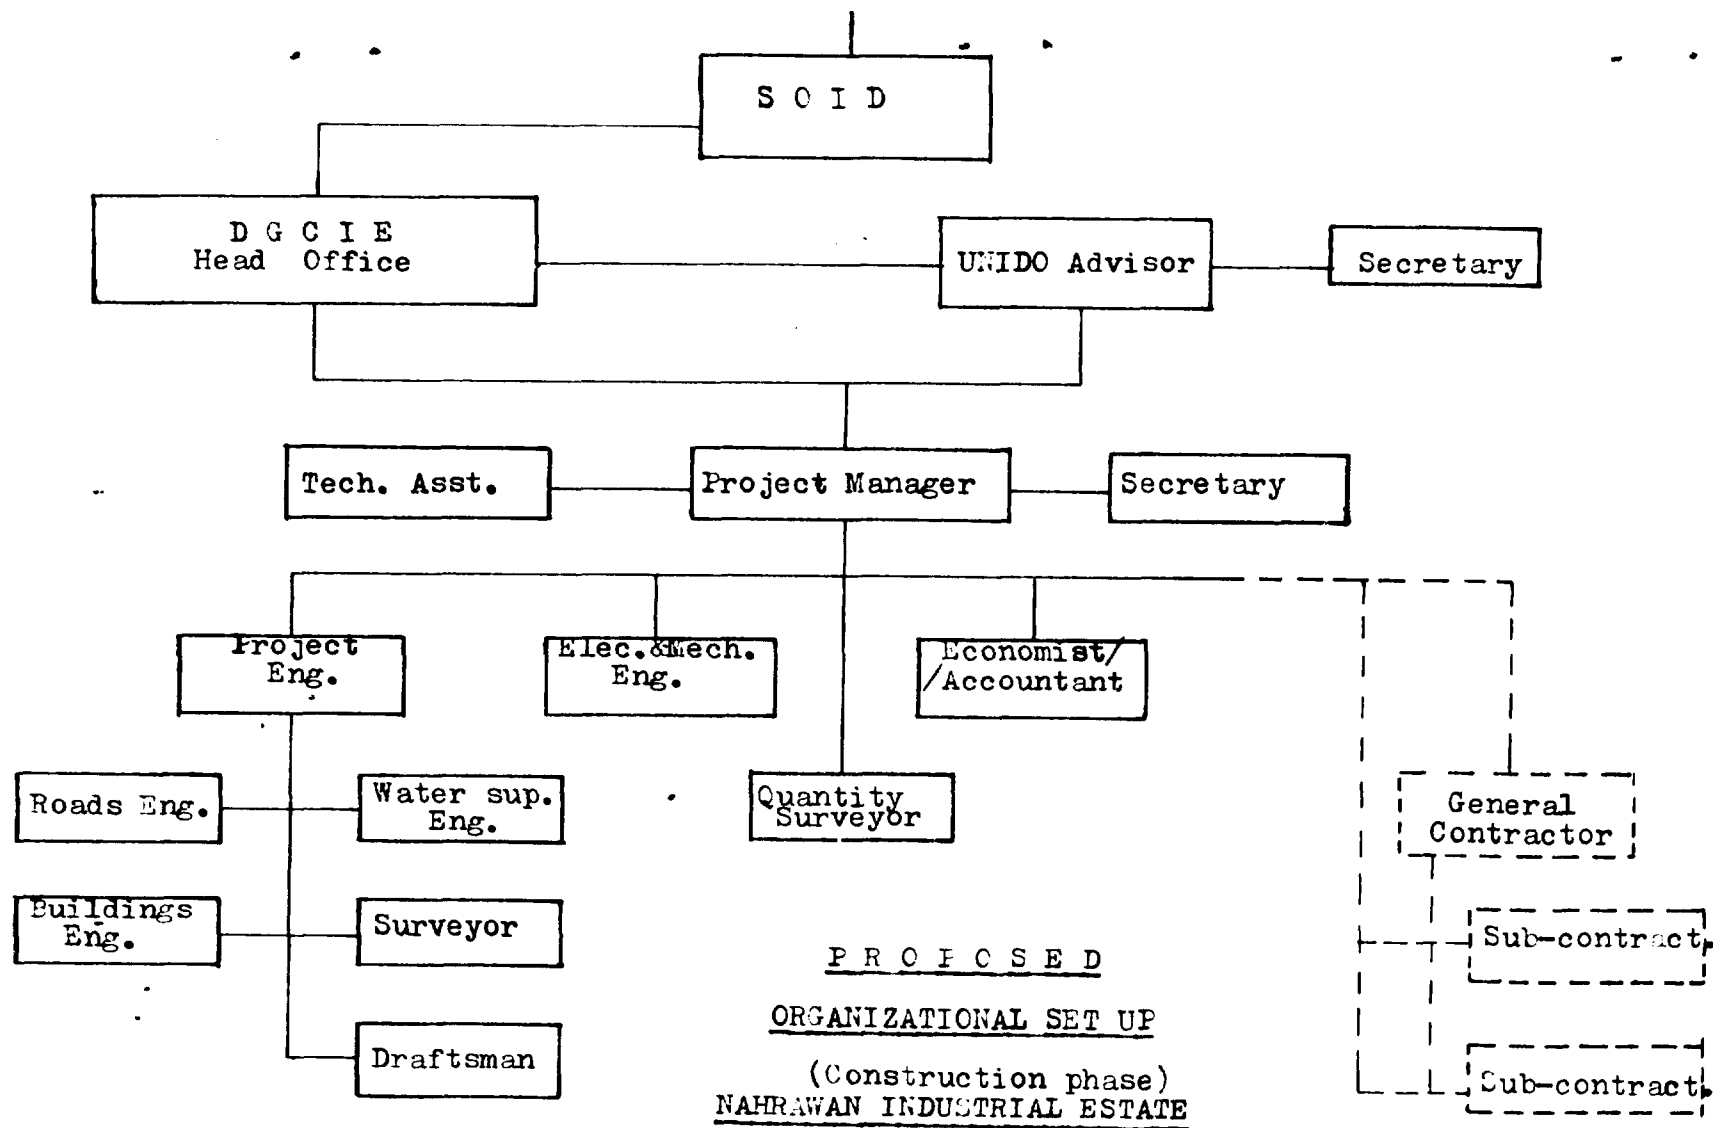 S O I D
D G C I E
Head Office
UNIDO Advisor
Secretary
Tech. Asst.
Project Manager
Secretary
Project
Eng.
Elec.&Mech.
Eng.
Economist/
/Accountant
Roads Eng.
Water sup.
Eng.
Quantity
Surveyor
General
Contractor
Buildings
Eng.
Surveyor
Sub-contract.
Draftsman
Sub-contract.
P R O P O S E D
ORGANIZATIONAL SET UP
(Construction phase)
NAHRAWAN INDUSTRIAL ESTATE